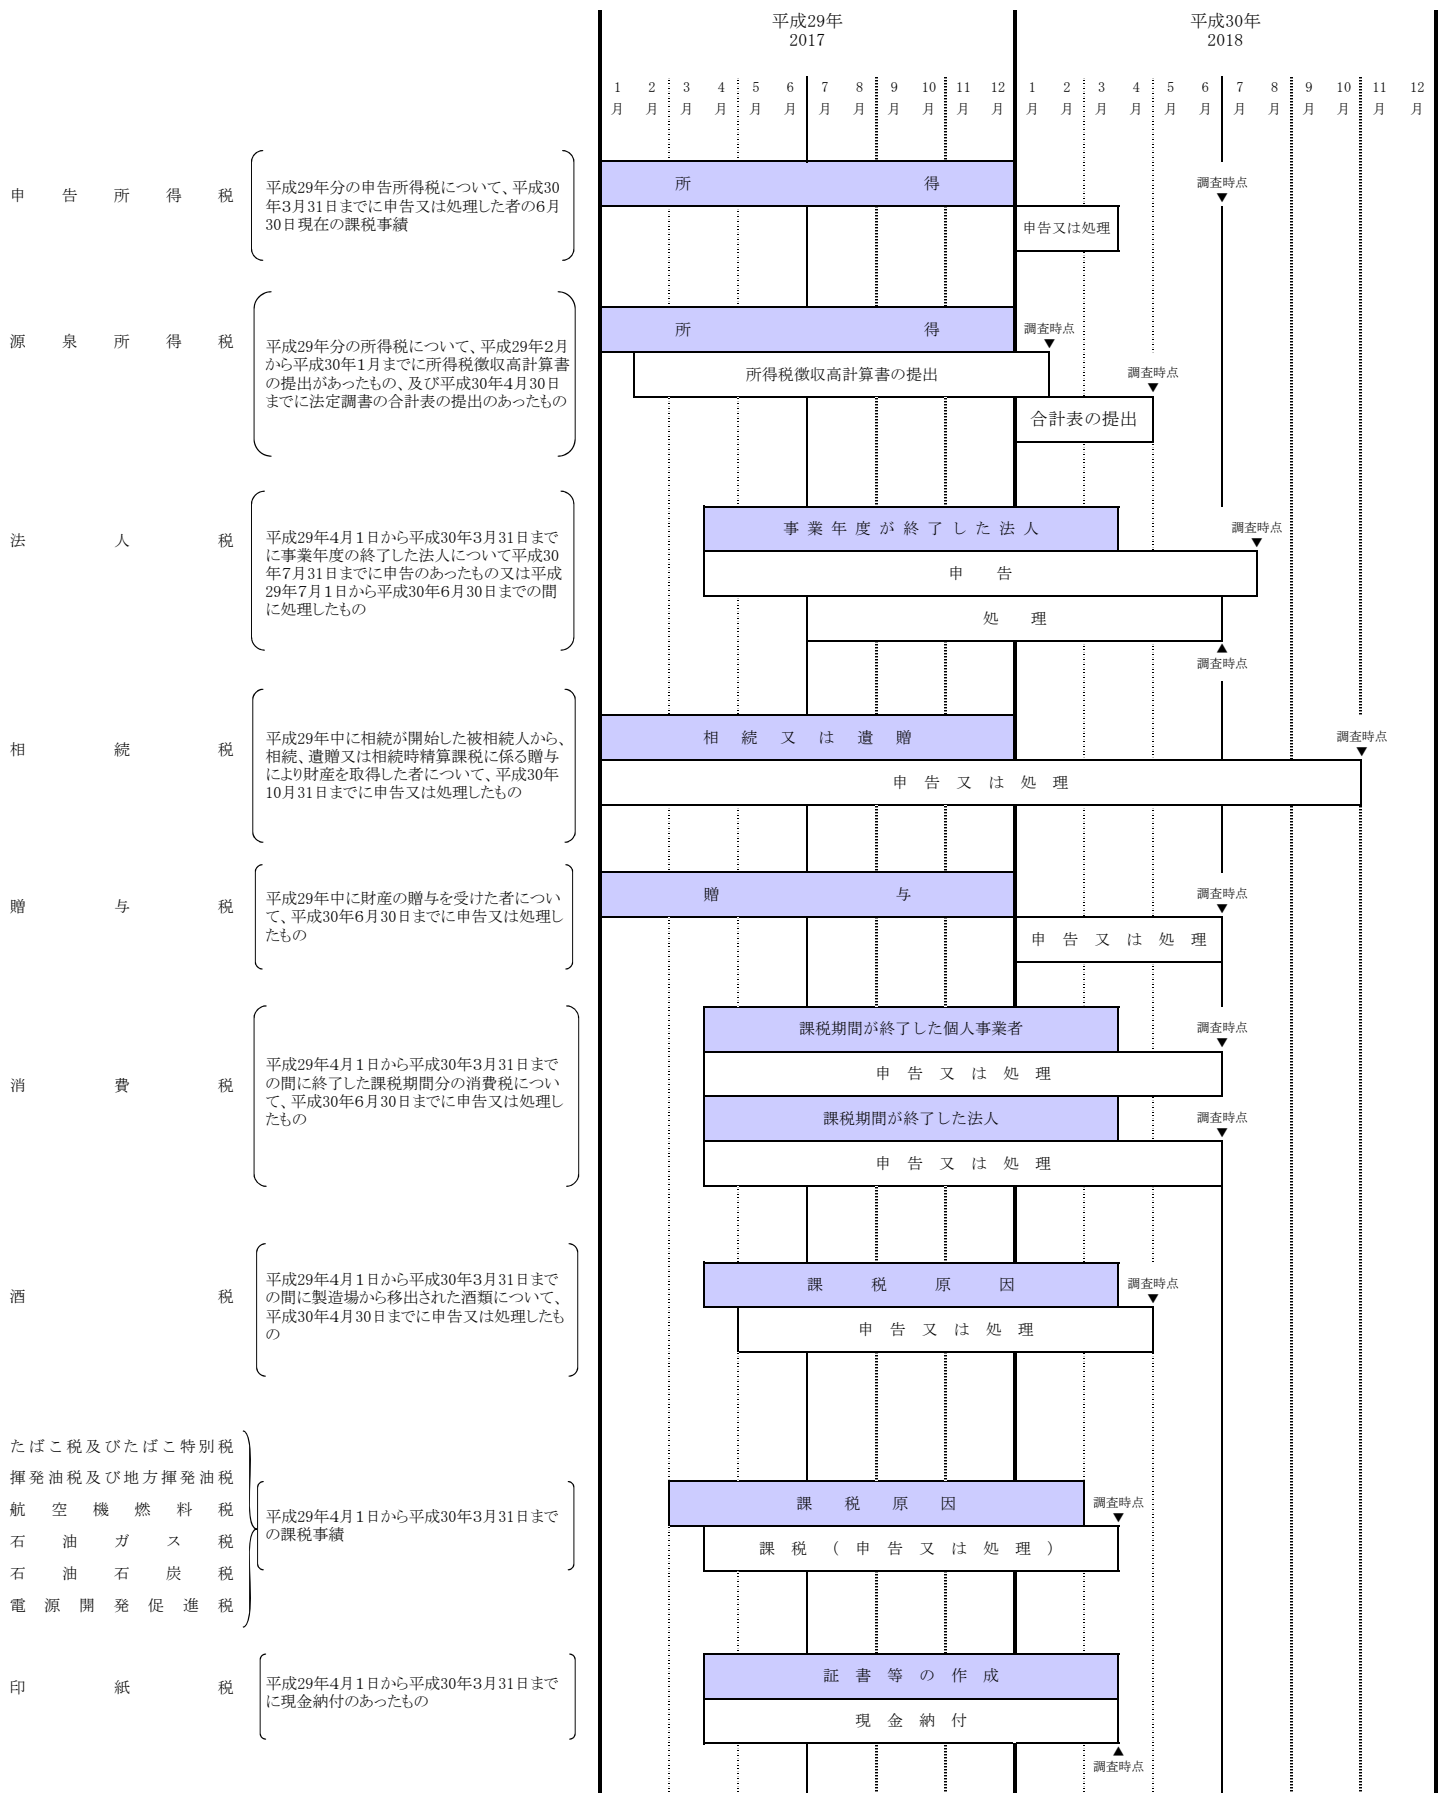 平成29年
2017
平成30年
2018
1 2 3 4 5 6 7 8 9 10 11 12 1 2 3 4 5 6 7 8 9 10 11 12
月 月 月 月 月 月 月 月 月 月 月 月 月 月 月 月 月 月 月 月 月 月 月 月
申告所得税
平成29年分の申告所得税について、平成30
年3月31日までに申告又は処理した者の6月
30日現在の課税事績
所得
調査時点
▼
申告又は処理
源泉所得税
平成29年分の所得税について、平成29年2月
から平成30年1月までに所得税徴収高計算書
の提出があったもの、及び平成30年4月30日
までに法定調書の合計表の提出のあったもの
所得
調査時点
▼
所得税徴収高計算書の提出
調査時点
▼
合計表の提出
法人税
平成29年4月1日から平成30年3月31日まで
に事業年度の終了した法人について平成30
年7月31日までに申告のあったもの又は平成
29年7月1日から平成30年6月30日までの間
に処理したもの
事業年度が終了した法人
調査時点
▼
申告
処理
▲
調査時点
相続税
平成29年中に相続が開始した被相続人から、
相続、遺贈又は相続時精算課税に係る贈与
により財産を取得した者について、平成30年
10月31日までに申告又は処理したもの
相続又は遺贈
調査時点
▼
申告又は処理
贈与税
平成29年中に財産の贈与を受けた者につい
て、平成30年6月30日までに申告又は処理し
たもの
贈与
調査時点
▼
申告又は処理
消費税
平成29年4月1日から平成30年3月31日まで
の間に終了した課税期間分の消費税につい
て、平成30年6月30日までに申告又は処理し
たもの
課税期間が終了した個人事業者
調査時点
▼
申告又は処理
課税期間が終了した法人
調査時点
▼
申告又は処理
酒税
平成29年4月1日から平成30年3月31日まで
の間に製造場から移出された酒類について、
平成30年4月30日までに申告又は処理したも
の
課税原因
調査時点
▼
申告又は処理
たばこ税及びたばこ特別税
揮発油税及び地方揮発油税
航空機燃料税
石油ガス税
石油石炭税
電源開発促進税
平成29年4月1日から平成30年3月31日まで
の課税事績
課税原因
調査時点
▼
課税(申告又は処理)
印紙税
平成29年4月1日から平成30年3月31日まで
に現金納付のあったもの
証書等の作成
現金納付
▲
調査時点